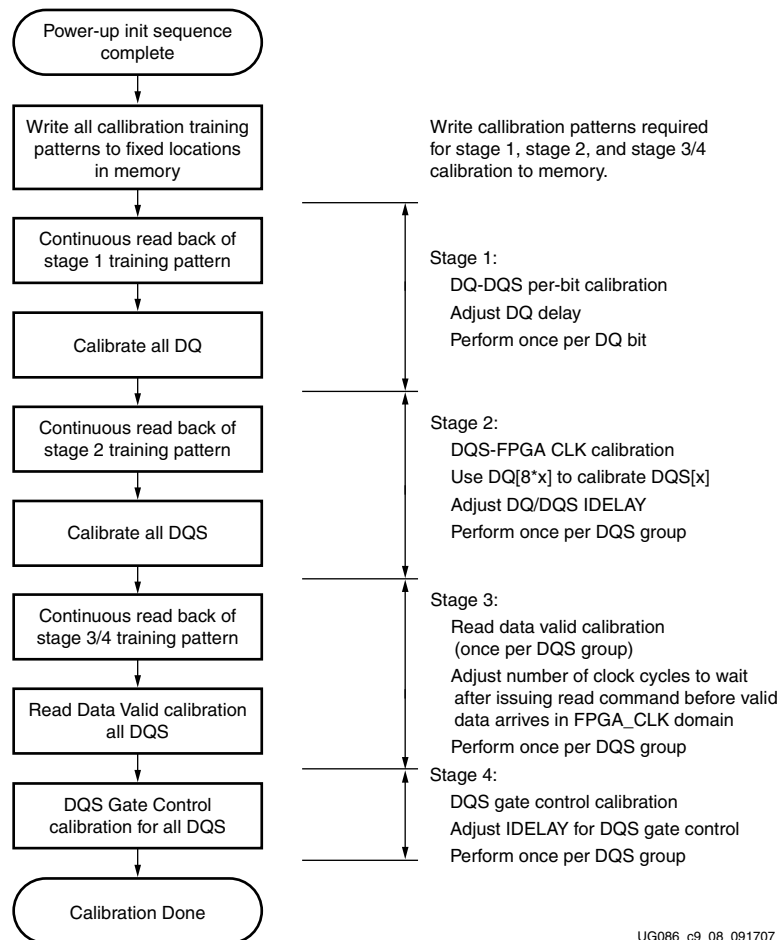 Power-up init sequence
complete
Write all callibration training
patterns to fixed locations
in memory
Write callibration patterns required
for stage 1, stage 2, and stage 3/4
calibration to memory.
Continuous read back of
stage 1 training pattern
Calibrate all DQ
Stage 1:
DQ-DQS per-bit calibration
Adjust DQ delay
Perform once per DQ bit
Continuous read back of
stage 2 training pattern
Calibrate all DQS
Stage 2:
DQS-FPGA CLK calibration
Use DQ[8*x] to calibrate DQS[x]
Adjust DQ/DQS IDELAY
Perform once per DQS group
Continuous read back of
stage 3/4 training pattern
Read Data Valid calibration
all DQS
Stage 3:
Read data valid calibration
(once per DQS group)
Adjust number of clock cycles to wait
after issuing read command before valid
data arrives in FPGA_CLK domain
Perform once per DQS group
DQS Gate Control
calibration for all DQS
Stage 4:
DQS gate control calibration
Adjust IDELAY for DQS gate control
Perform once per DQS group
Calibration Done
UG086_c9_08_091707